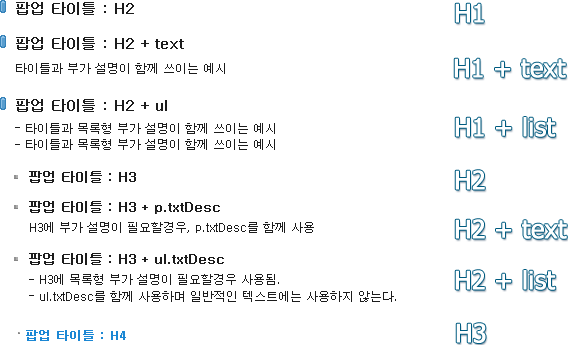 팝업 타이틀 : H2
H1
팝업 타이틀 : H2 + text
타이틀과 부가 설명이 함께 쓰이는 예시
H1 + text
팝업 타이틀 : H2 + ul
- 타이틀과 목록형 부가 설명이 함께 쓰이는 예시
- 타이틀과 목록형 부가 설명이 함께 쓰이는 예시
H1 + list
팝업 타이틀 : H3
H2
팝업 타이틀 : H3 + p.txtDesc
H3에 부가 설명이 필요할경우, p.txtDesc를 함께 사용
H2 + text
팝업 타이틀 : H3 + ul.txtDesc
- H3에 목록형 부가 설명이 필요할경우 사용됨.
- ul.txtDesc를 함께 사용하며 일반적인 텍스트에는 사용하지 않는다.
H2 + list
팝업 타이틀 : H4
H3